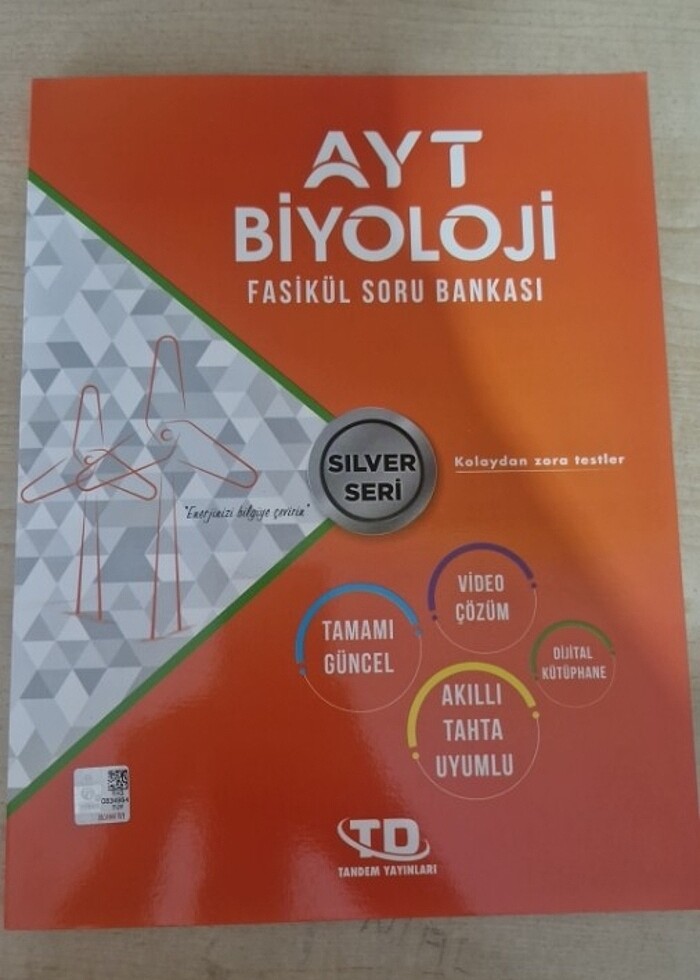 AYT
BİYOLOJİ
FASİKÜL SORU BANKASI
SILVER
SERİ
Kolaydan zora testler
"Enerjinizi bilgiye çevirin"
VİDEO
ÇÖZÜM
TAMAMI
GÜNCEL
DİJİTAL
KÜTÜPHANE
AKILLI
TAHTA
UYUMLU
TD
TANDEM YAYINLARI